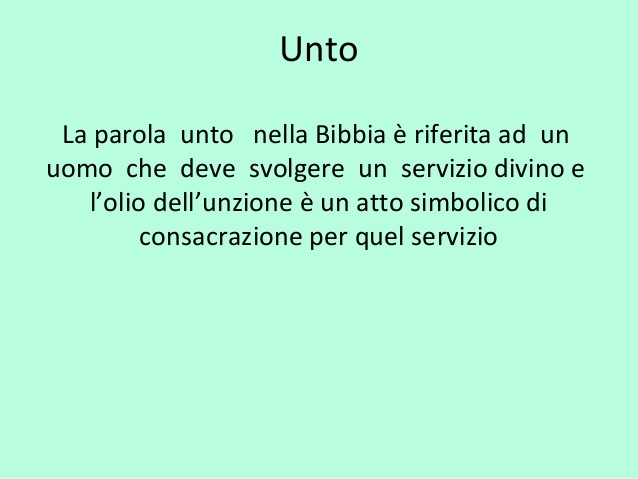 Unto
La parola unto nella Bibbia è riferita ad un
uomo che deve svolgere un servizio divino e
l’olio dell’unzione è un atto simbolico di
consacrazione per quel servizio